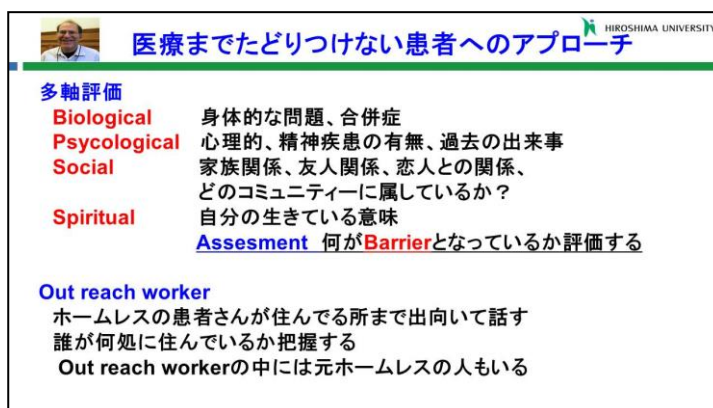 HIROSHIMA UNIVERSITY
医療までたどりつけない患者へのアプローチ
多軸評価
Biological 身体的な問題、合併症
Psycological 心理的、精神疾患の有無、過去の出来事
Social 家族関係、友人関係、恋人との関係、
どのコミュニティーに属しているか？
Spiritual 自分の生きている意味
Assesment 何がBarrierとなっているか評価する
Out reach worker
ホームレスの患者さんが住んでる所まで出向いて話す
誰が何処に住んでいるか把握する
Out reach workerの中には元ホームレスの人もいる